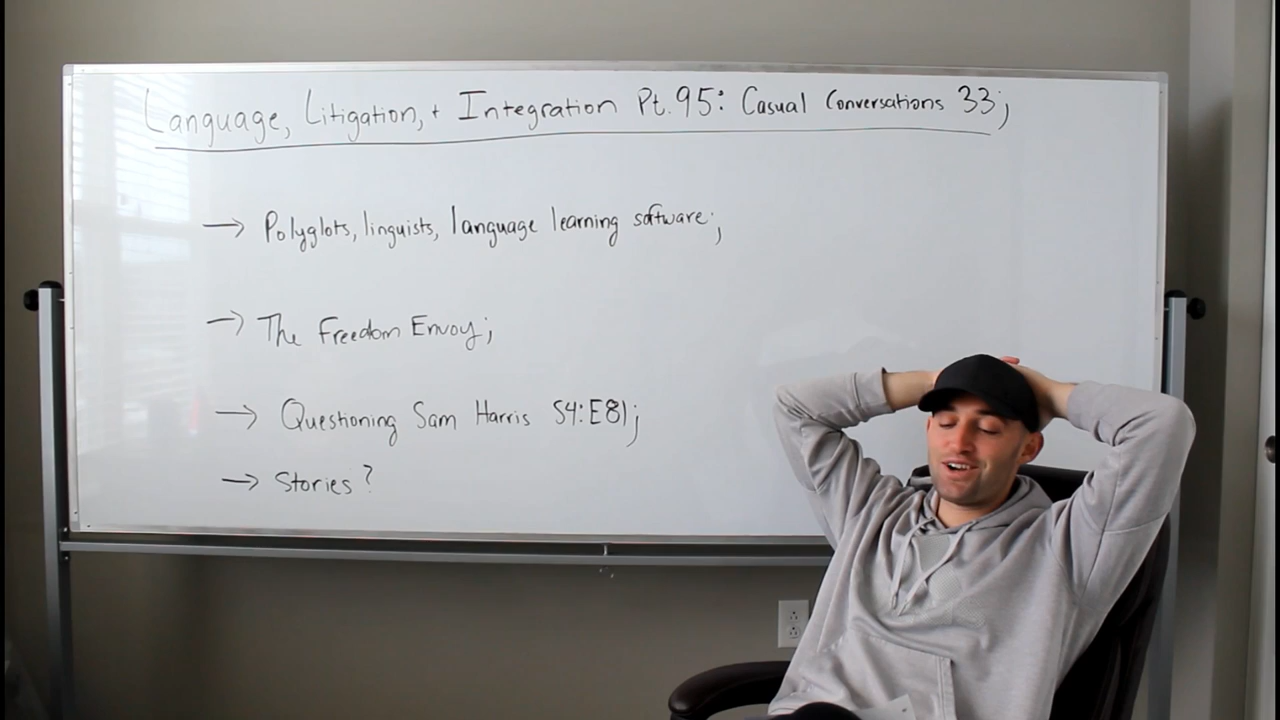 Language, Litigation, + Integration Pt. 95: Casual Conversations 33;
→ Polyglots, linguists, language learning software;
→ The Freedom Envoy;
→ Questioning Sam Harris S4:E81;
→ Stories?